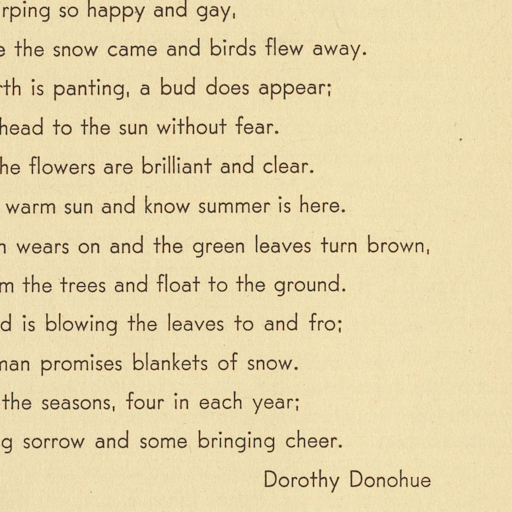 rping so happy and gay,
e the snow came and birds flew away.
rth is panting, a bud does appear;
head to the sun without fear.
he flowers are brilliant and clear.
warm sun and know summer is here.
n wears on and the green leaves turn brown,
m the trees and float to the ground.
d is blowing the leaves to and fro;
man promises blankets of snow.
the seasons, four in each year;
g sorrow and some bringing cheer.
Dorothy Donohue